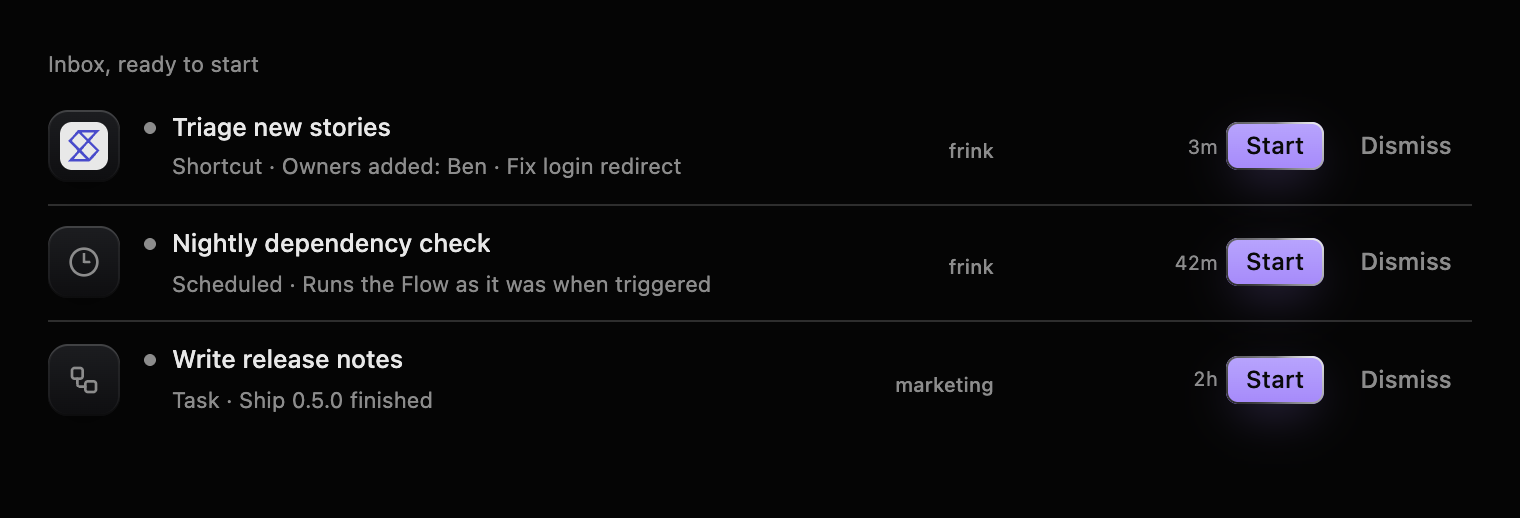 Inbox, ready to start
Triage new stories
Shortcut · Owners added: Ben · Fix login redirect
frink
3m
Start
Dismiss
Nightly dependency check
Scheduled · Runs the Flow as it was when triggered
frink
42m
Start
Dismiss
Write release notes
Task · Ship 0.5.0 finished
marketing
2h
Start
Dismiss